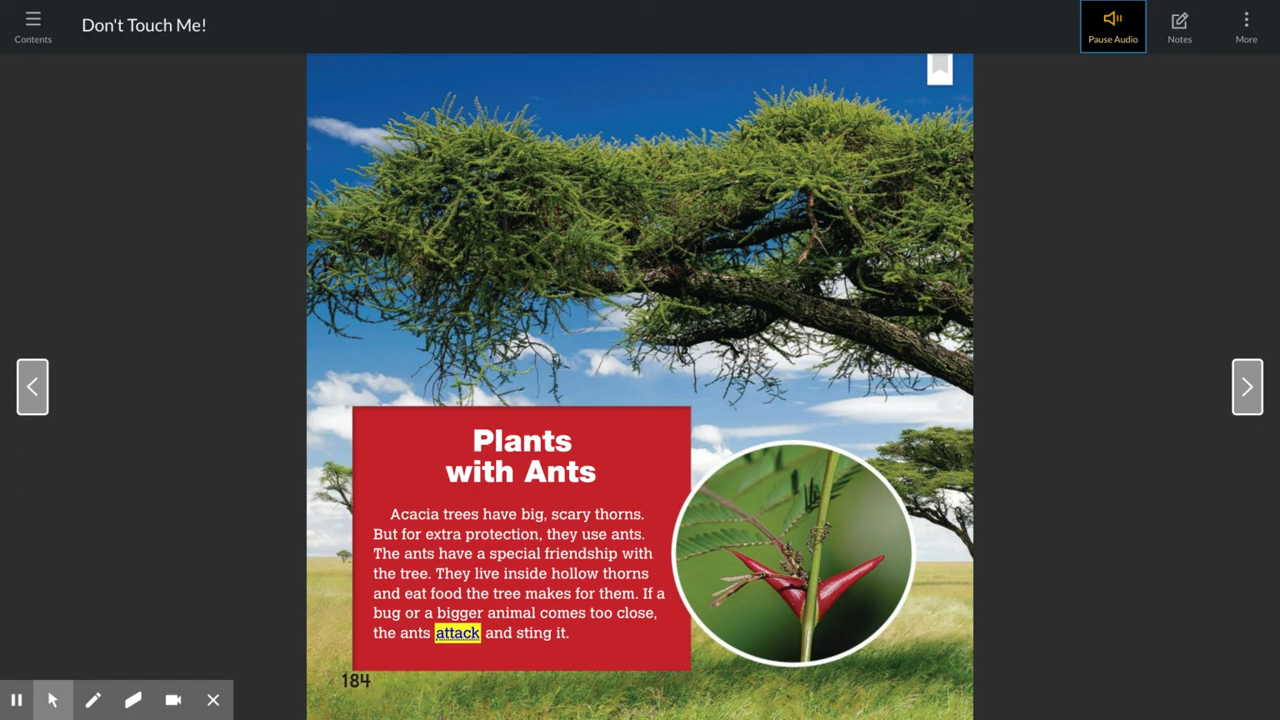 Contents
Don't Touch Me!
Pause Audio
Notes
More
Plants
with Ants
Acacia trees have big, scary thorns.
But for extra protection, they use ants.
The ants have a special friendship with
the tree. They live inside hollow thorns
and eat food the tree makes for them. If a
bug or a bigger animal comes too close,
the ants attack and sting it.
184